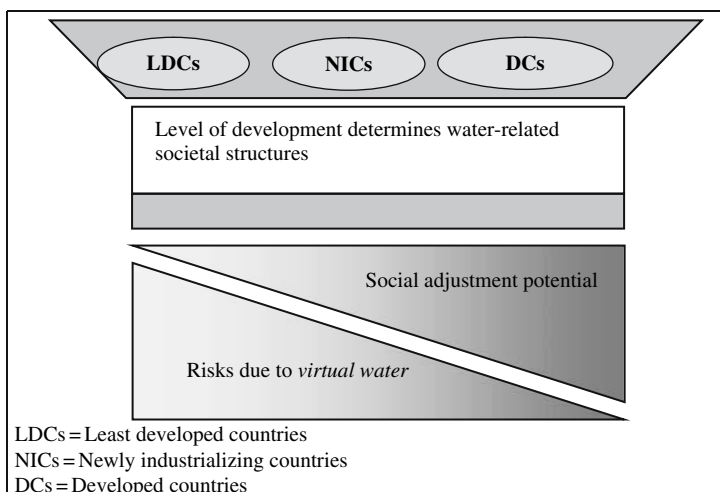 LDCs
NICs
DCs
Level of development determines water-related
societal structures
Social adjustment potential
Risks due to virtual water
LDCs = Least developed countries
NICs = Newly industrializing countries
DCs = Developed countries